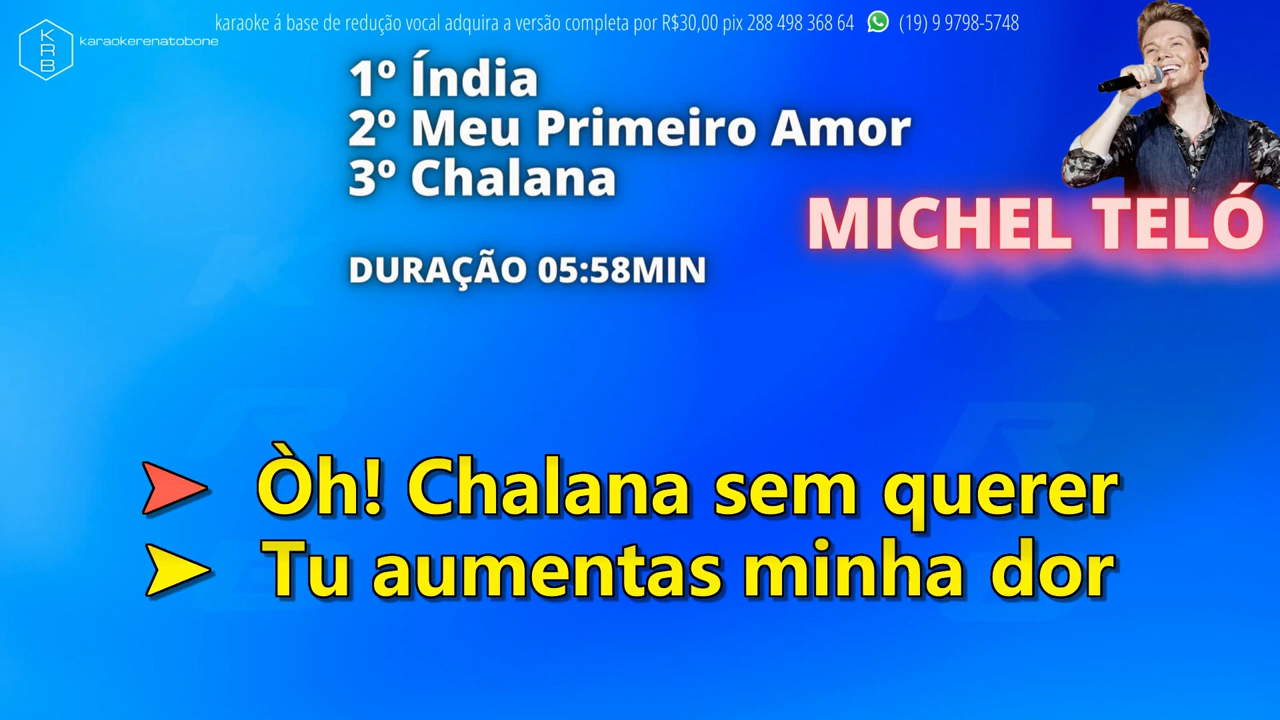 karaoke á base de redução vocal adquira a versão completa por R$30,00 pix 288 498 368 64 (19) 9 9798-5748
K
R
B
karaokerenatobone
1º Índia
2º Meu Primeiro Amor
3º Chalana
MICHEL TELÓ
DURAÇÃO 05:58MIN
Òh! Chalana sem querer
Tu aumentas minha dor